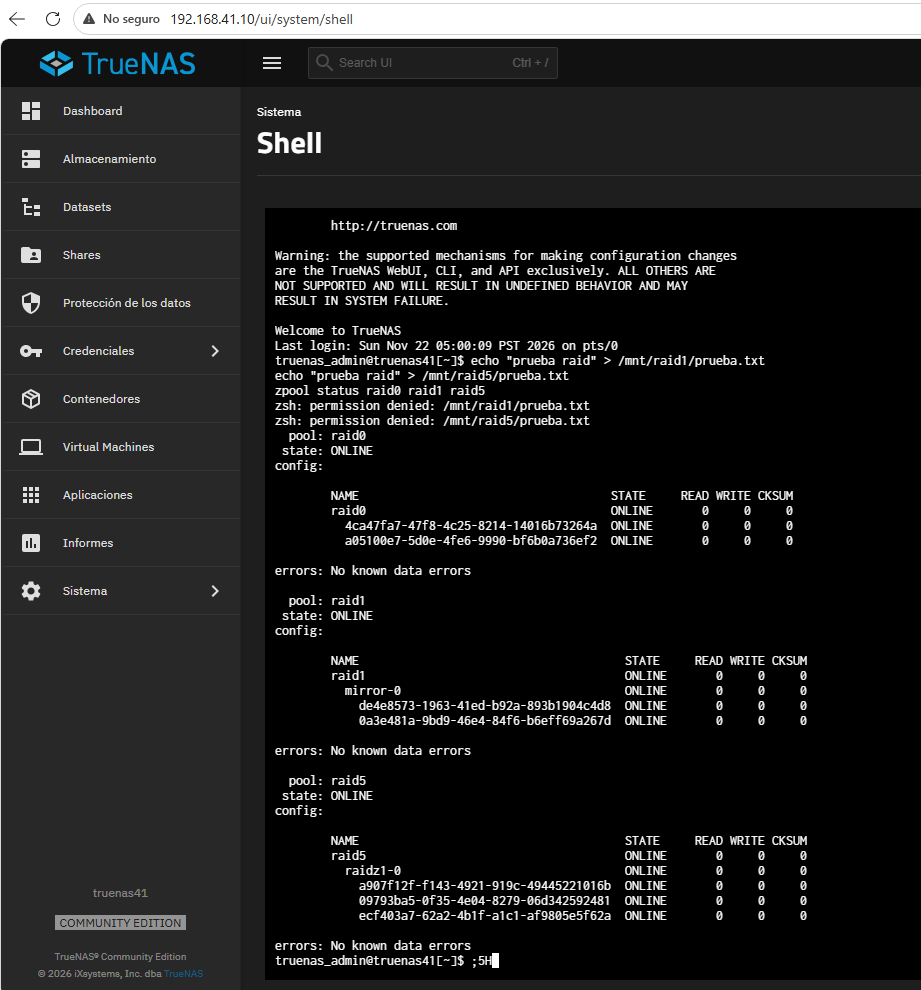 No seguro 192.168.41.10/ui/system/shell
TrueNAS
Search UI Ctrl + /
Dashboard
Almacenamiento
Datasets
Shares
Protección de los datos
Credenciales
Contenedores
Virtual Machines
Aplicaciones
Informes
Sistema
truenas41
COMMUNITY EDITION
TrueNAS® Community Edition
© 2026 iXsystems, Inc. dba TrueNAS
Sistema
Shell
http://truenas.com
Warning: the supported mechanisms for making configuration changes
are the TrueNAS WebUI, CLI, and API exclusively. ALL OTHERS ARE
NOT SUPPORTED AND WILL RESULT IN UNDEFINED BEHAVIOR AND MAY
RESULT IN SYSTEM FAILURE.
Welcome to TrueNAS
Last login: Sun Nov 22 05:00:09 PST 2026 on pts/0
truenas_admin@truenas41[~]$ echo "prueba raid" > /mnt/raid1/prueba.txt
echo "prueba raid" > /mnt/raid5/prueba.txt
zpool status raid0 raid1 raid5
zsh: permission denied: /mnt/raid1/prueba.txt
zsh: permission denied: /mnt/raid5/prueba.txt
pool: raid0
state: ONLINE
config:
NAME STATE READ WRITE CKSUM
raid0 ONLINE 0 0 0
4ca47fa7-47f8-4c25-8214-14016b73264a ONLINE 0 0 0
a05100e7-5d0e-4fe6-9990-bf6b0a736ef2 ONLINE 0 0 0
errors: No known data errors
pool: raid1
state: ONLINE
config:
NAME STATE READ WRITE CKSUM
raid1 ONLINE 0 0 0
mirror-0 ONLINE 0 0 0
de4e8573-1963-41ed-b92a-893b1904c4d8 ONLINE 0 0 0
0a3e481a-9bd9-46e4-84f6-b6eff69a267d ONLINE 0 0 0
errors: No known data errors
pool: raid5
state: ONLINE
config:
NAME STATE READ WRITE CKSUM
raid5 ONLINE 0 0 0
raidz1-0 ONLINE 0 0 0
a907f12f-f143-4921-919c-49445221016b ONLINE 0 0 0
09793ba5-0f35-4e04-8279-06d342592481 ONLINE 0 0 0
ecf403a7-62a2-4b1f-a1c1-af9805e5f62a ONLINE 0 0 0
errors: No known data errors
truenas_admin@truenas41[~]$ ;5H